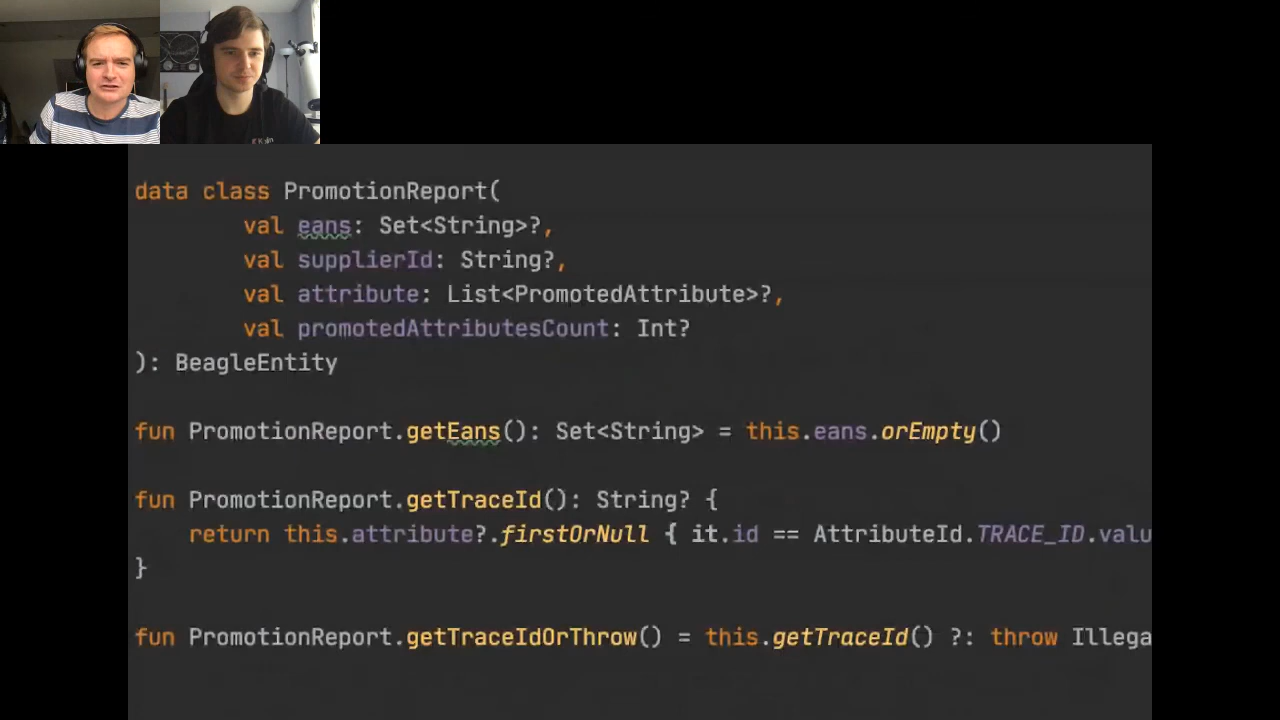 data class PromotionReport(
val eans: Set<String>?,
val supplierId: String?,
val attribute: List<PromotedAttribute>?,
val promotedAttributesCount: Int?
): BeagleEntity
fun PromotionReport.getEans(): Set<String> = this.eans.orEmpty()
fun PromotionReport.getTraceId(): String? {
return this.attribute?.firstOrNull { it.id == AttributeId.TRACE_ID.valu
}
fun PromotionReport.getTraceIdOrThrow() = this.getTraceId() ?: throw Illega